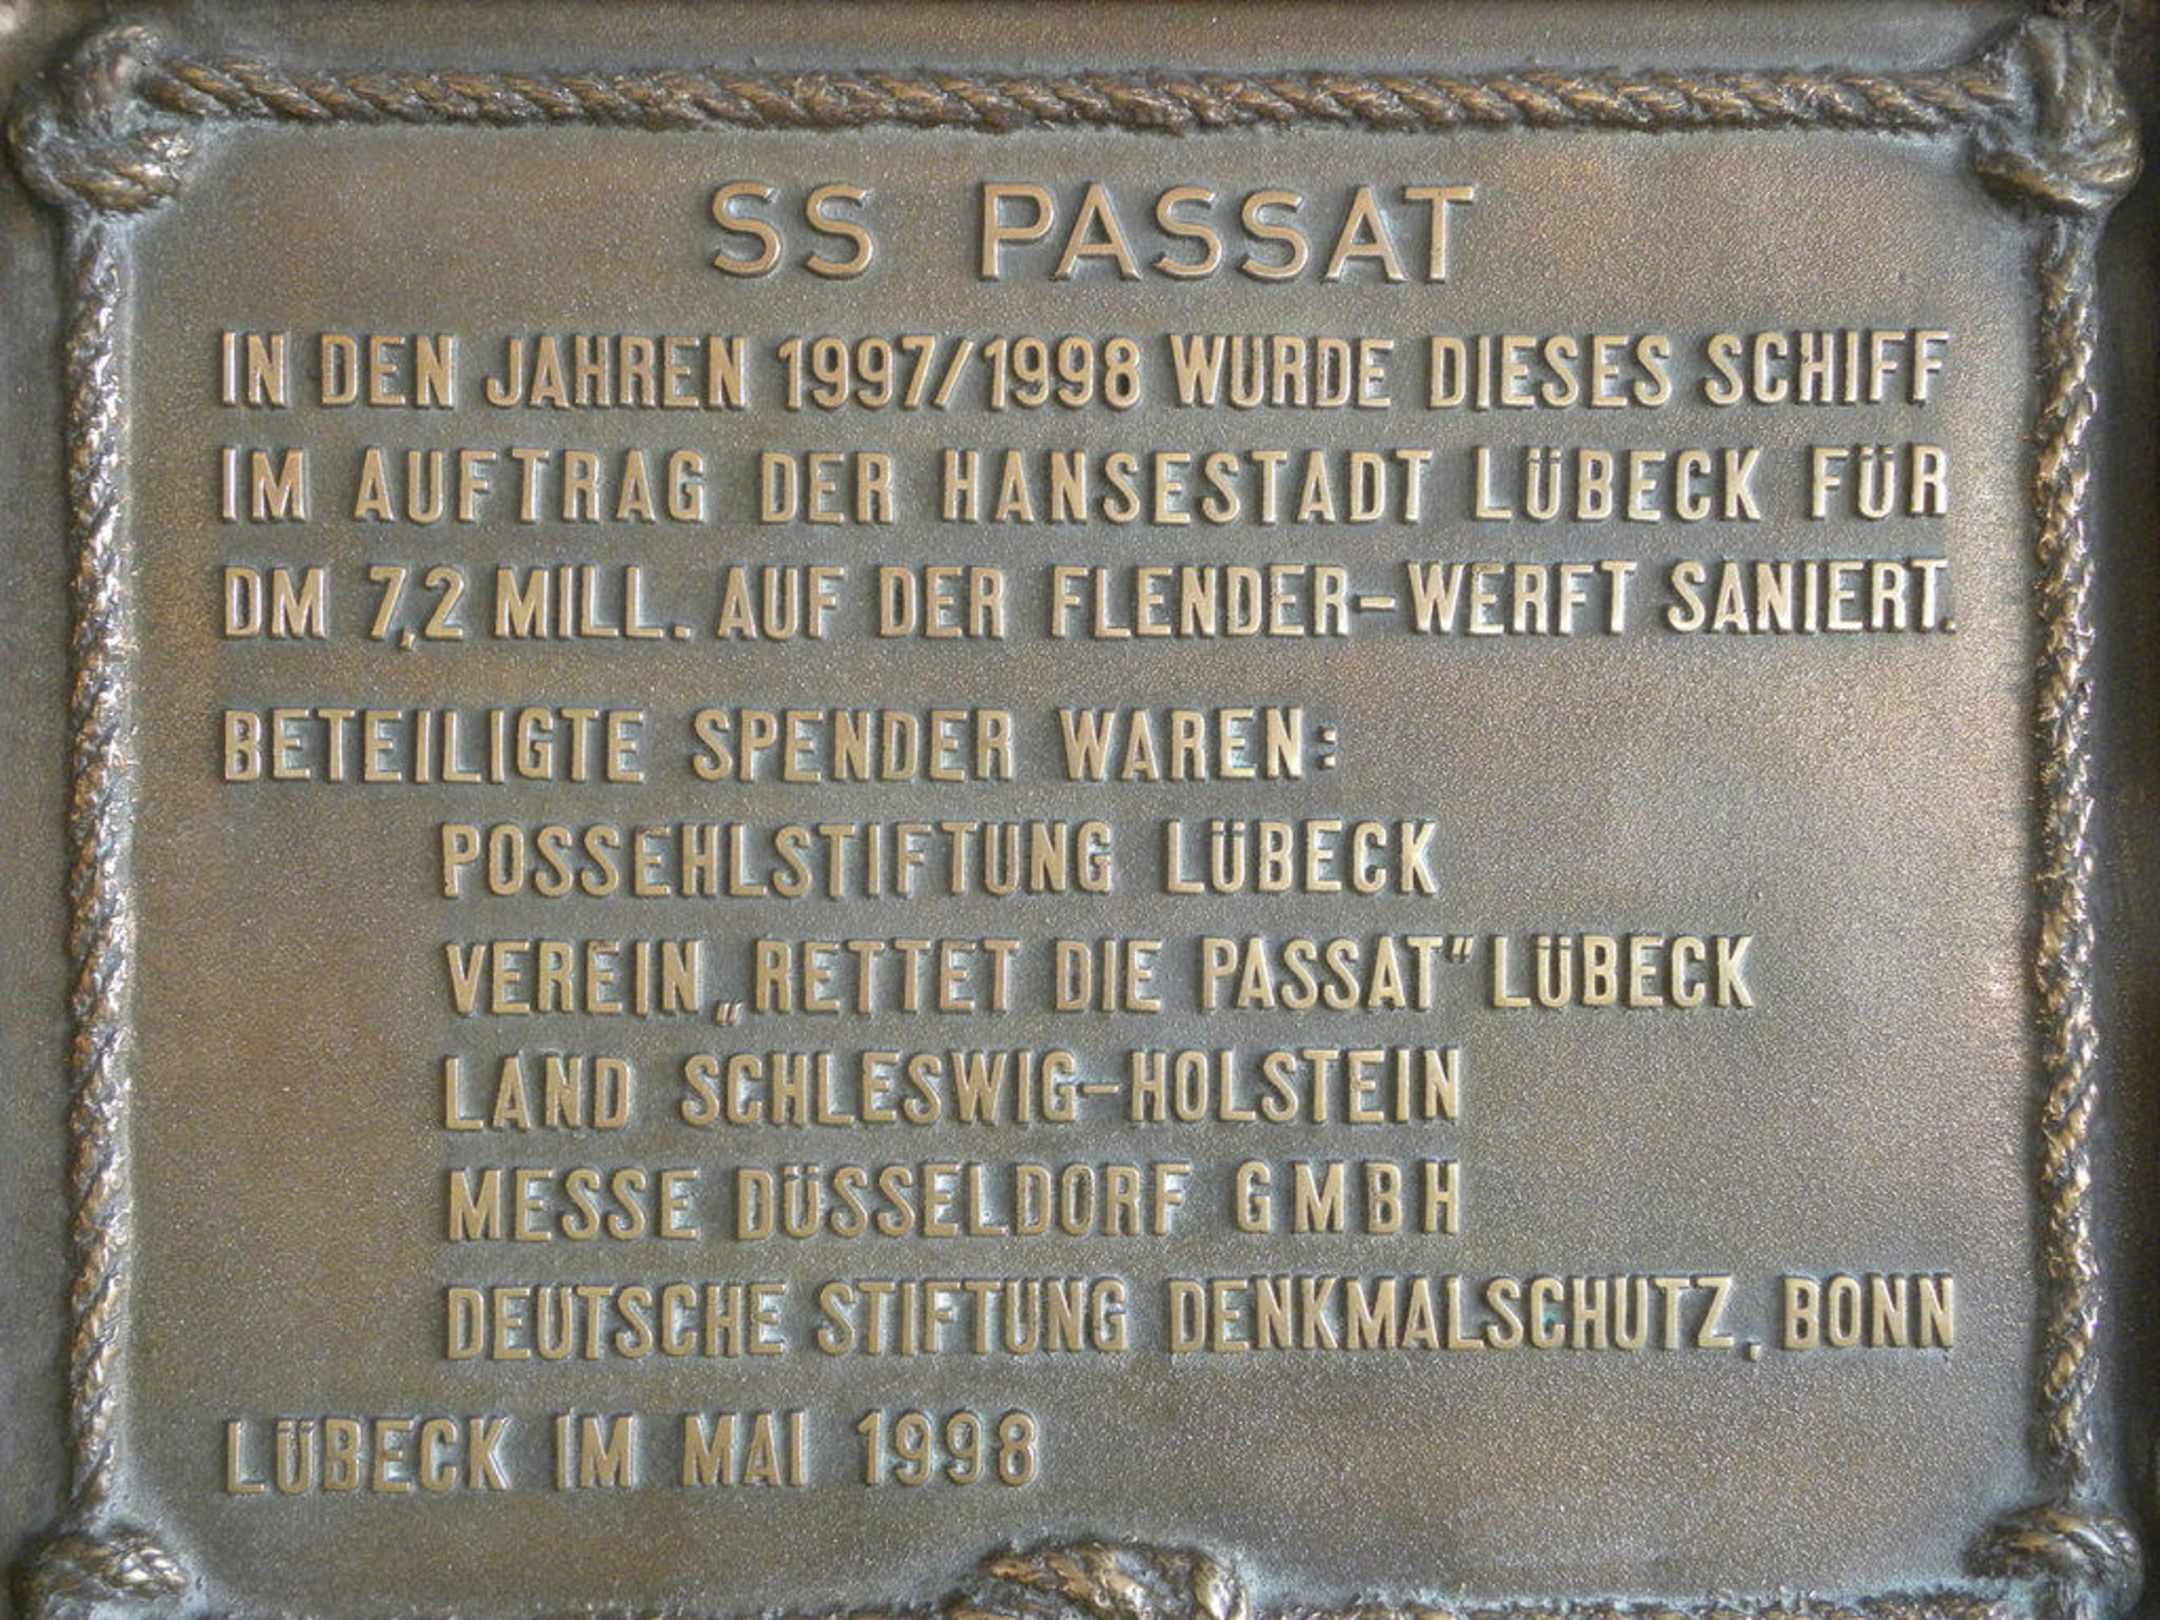 SS PASSAT
IN DEN JAHREN 1997/1998 WURDE DIESES SCHIFF
IM AUFTRAG DER HANSESTADT LÜBECK FÜR
DM 7,2 MILL. AUF DER FLENDER-WERFT SANIERT.
BETEILIGTE SPENDER WAREN:
POSSEHLSTIFTUNG LÜBECK
VEREIN „RETTET DIE PASSAT" LÜBECK
LAND SCHLESWIG-HOLSTEIN
MESSE DÜSSELDORF GMBH
DEUTSCHE STIFTUNG DENKMALSCHUTZ, BONN
LÜBECK IM MAI 1998